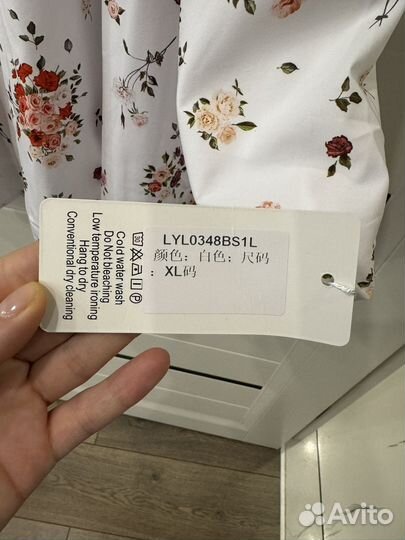 LYL0348BS1L
颜色：白色；尺码
：XL码
Cold water wash
Do Not bleaching
Low temperature ironing
Hang to dry
Conventional dry cleaning
Avito